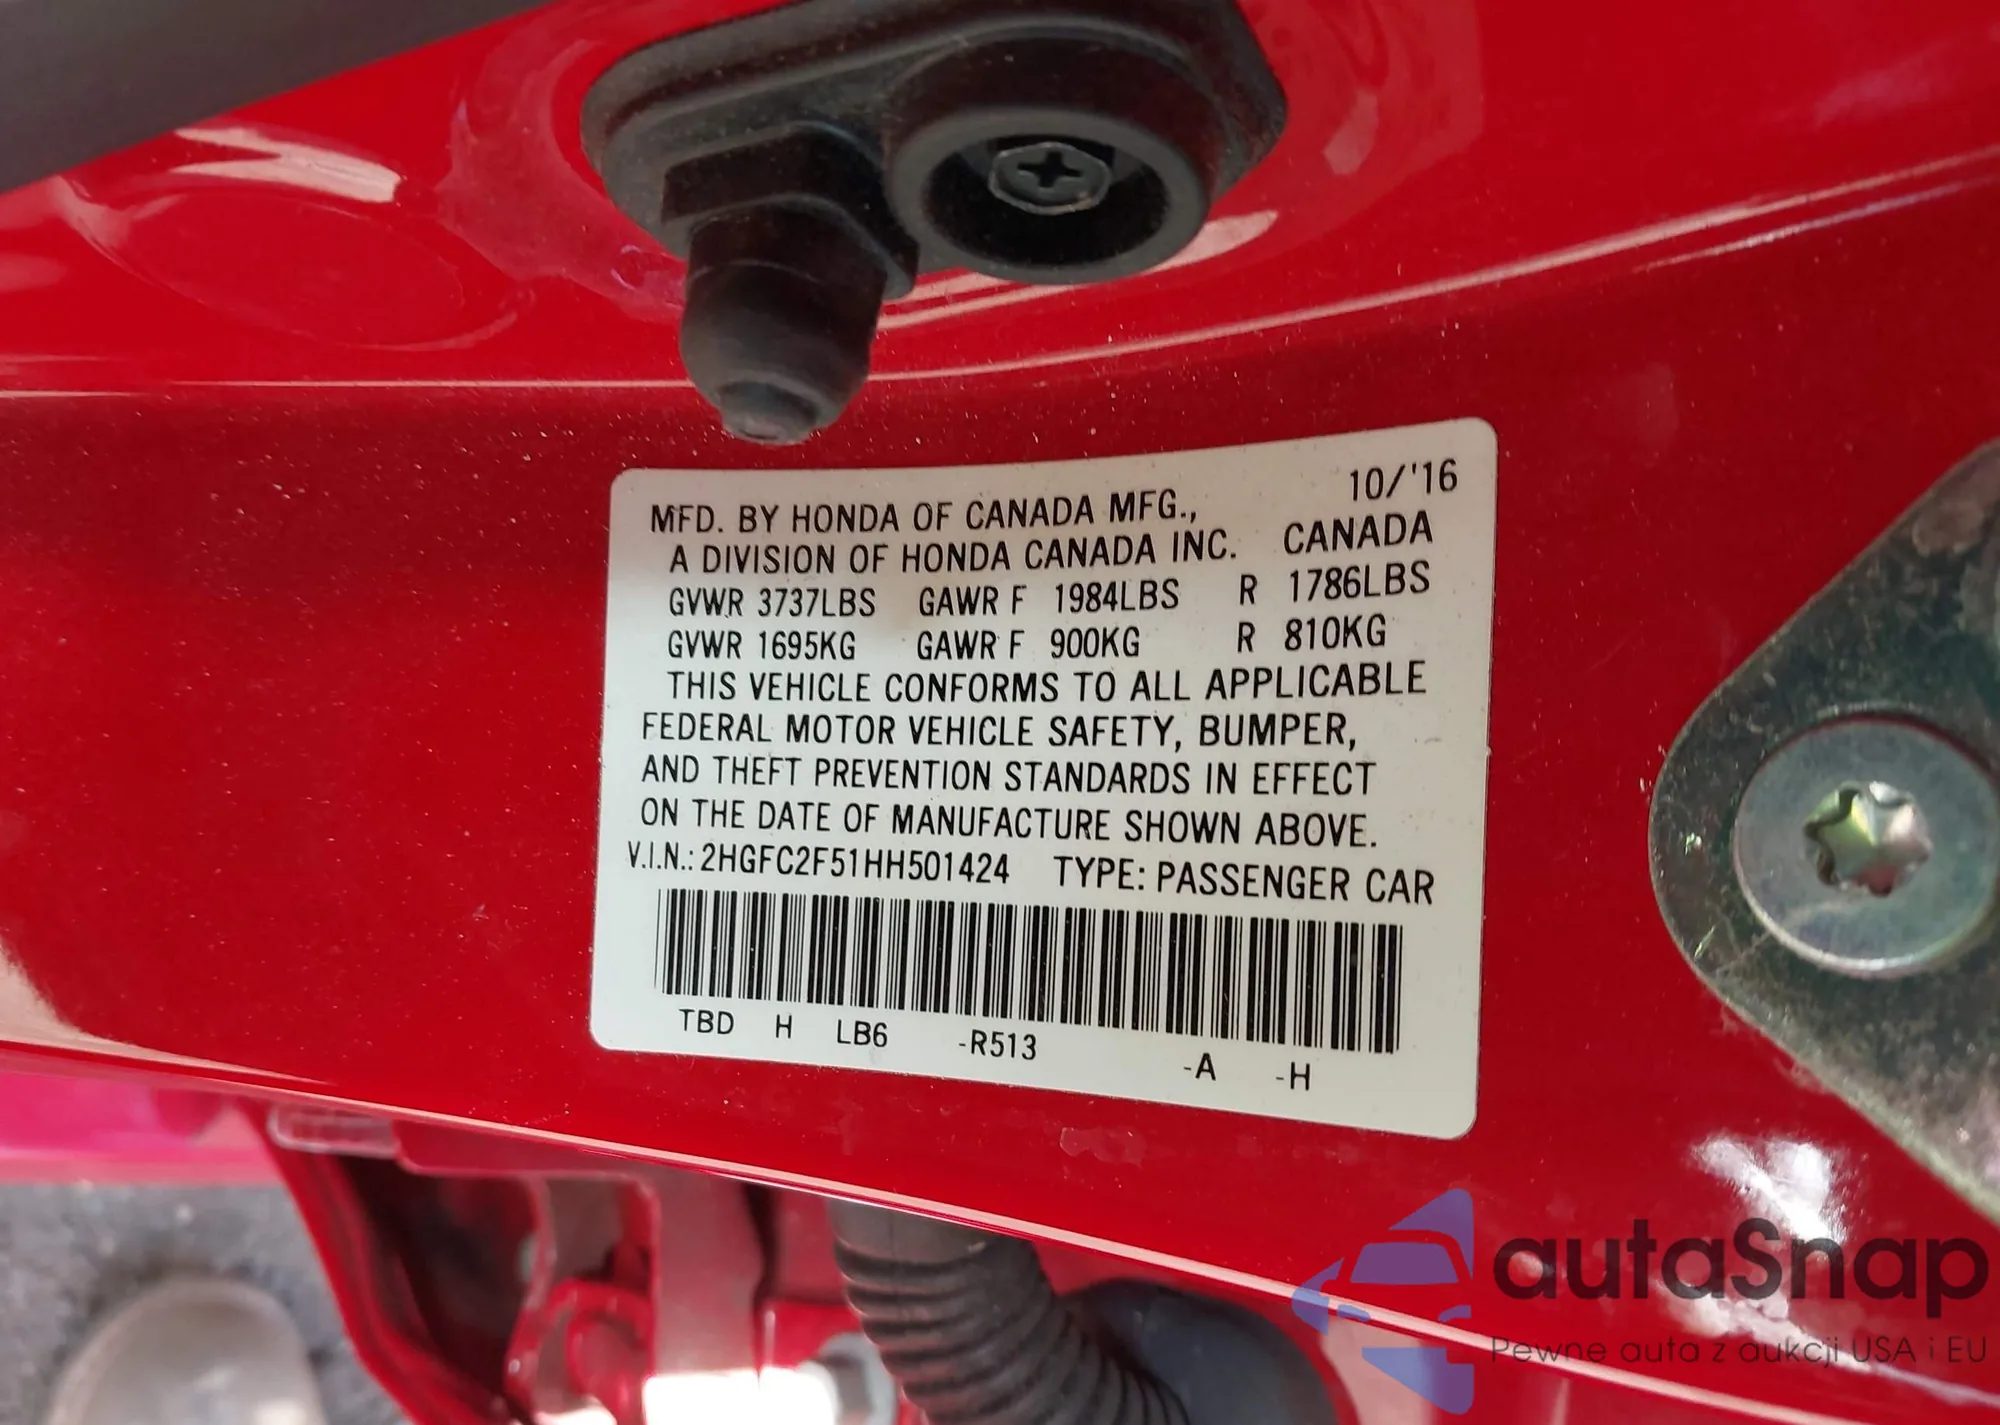 10/'16
MFD. BY HONDA OF CANADA MFG.,
A DIVISION OF HONDA CANADA INC. CANADA
GVWR 3737LBS GAWR F 1984LBS R 1786LBS
GVWR 1695KG GAWR F 900KG R 810KG
THIS VEHICLE CONFORMS TO ALL APPLICABLE
FEDERAL MOTOR VEHICLE SAFETY, BUMPER,
AND THEFT PREVENTION STANDARDS IN EFFECT
ON THE DATE OF MANUFACTURE SHOWN ABOVE.
V.I.N.: 2HGFC2F51HH501424 TYPE: PASSENGER CAR
TBD H LB6 -R513 -A -H
autaSnap
Pewne auta z aukcji USA i EU